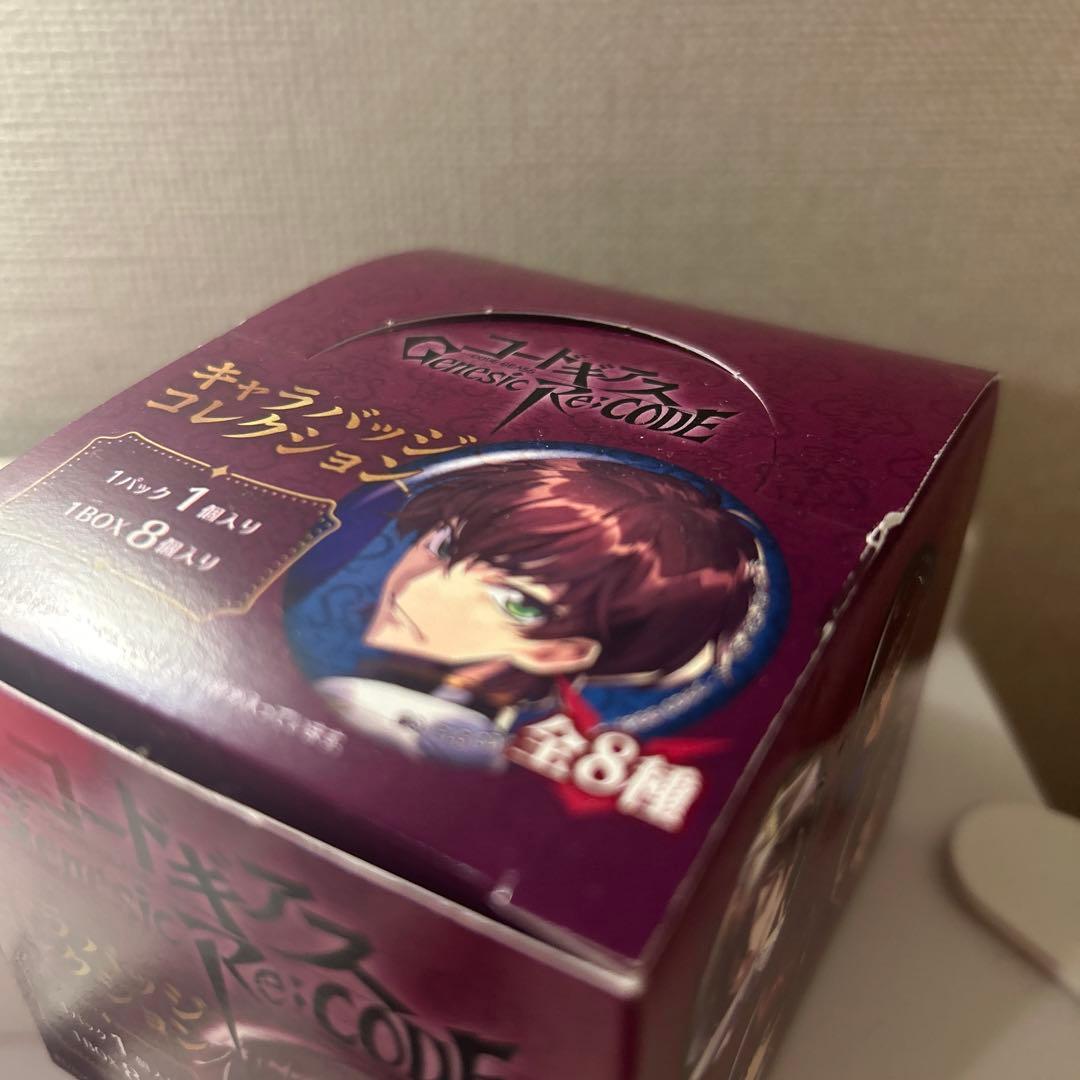 コードギアス
Genesic Re;CODE
キャラバッジ
コレクション
1パック 1個入り
1BOX 8個入り
全8種
コードギアス
Genesic Re;CODE